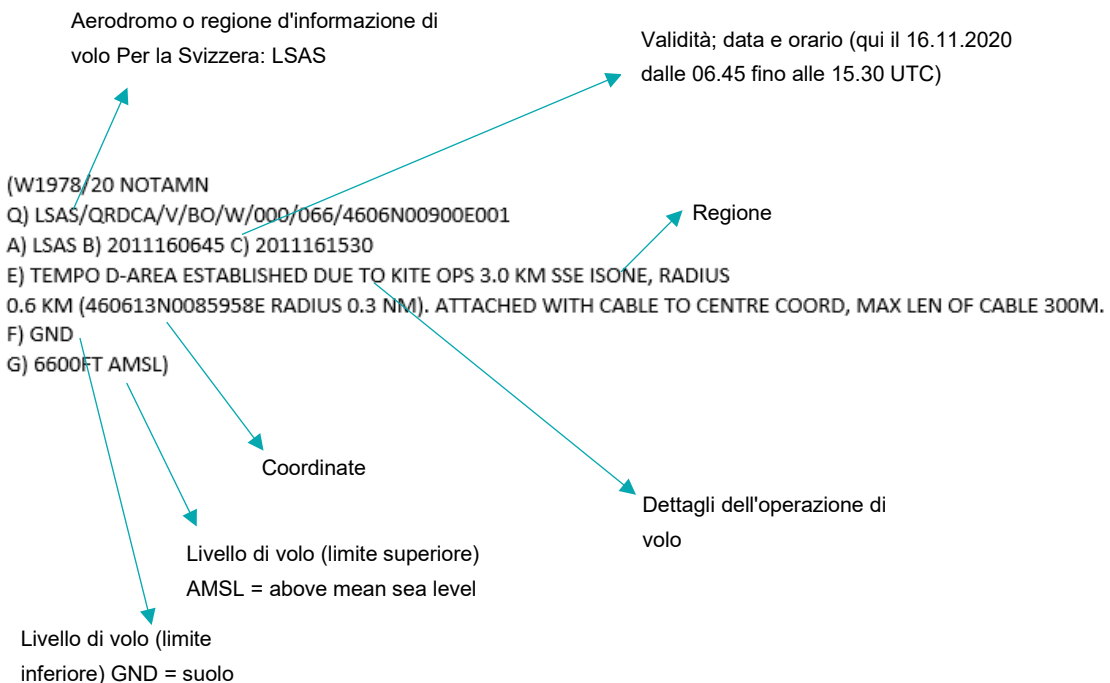 Aerodromo o regione d'informazione di
volo Per la Svizzera: LSAS
Validità; data e orario (qui il 16.11.2020
dalle 06.45 fino alle 15.30 UTC)
(W1978/20 NOTAMN
Q) LSAS/QRDCA/V/BO/W/000/066/4606N00900E001
Regione
A) LSAS B) 2011160645 C) 2011161530
E) TEMPO D-AREA ESTABLISHED DUE TO KITE OPS 3.0 KM SSE ISONE, RADIUS
0.6 KM (460613N0085958E RADIUS 0.3 NM). ATTACHED WITH CABLE TO CENTRE COORD, MAX LEN OF CABLE 300M.
F) GND
G) 6600FT AMSL)
Coordinate
Dettagli dell'operazione di
volo
Livello di volo (limite superiore)
AMSL = above mean sea level
Livello di volo (limite
inferiore) GND = suolo